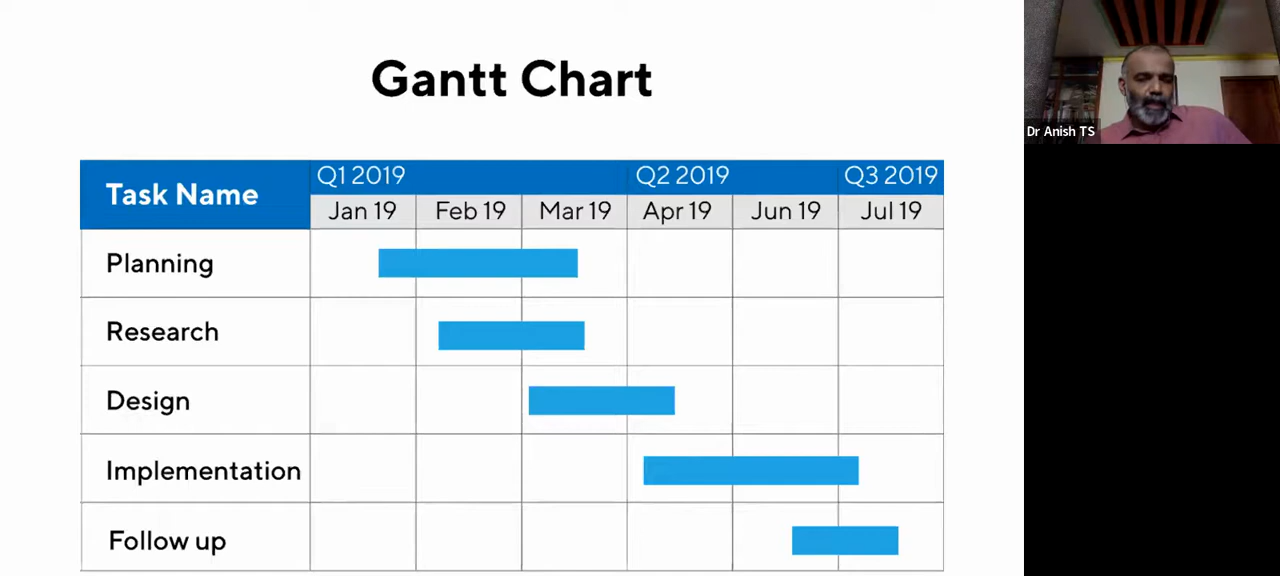 Gantt Chart
Dr Anish TS
Task Name
Q1 2019 Q2 2019 Q3 2019
Jan 19 Feb 19 Mar 19 Apr 19 Jun 19 Jul 19
Planning
Research
Design
Implementation
Follow up